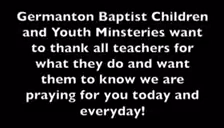 Germanton Baptist Children
and Youth Minsteries want
to thank all teachers for
what they do and want
them to know we are
praying for you today and
everyday!